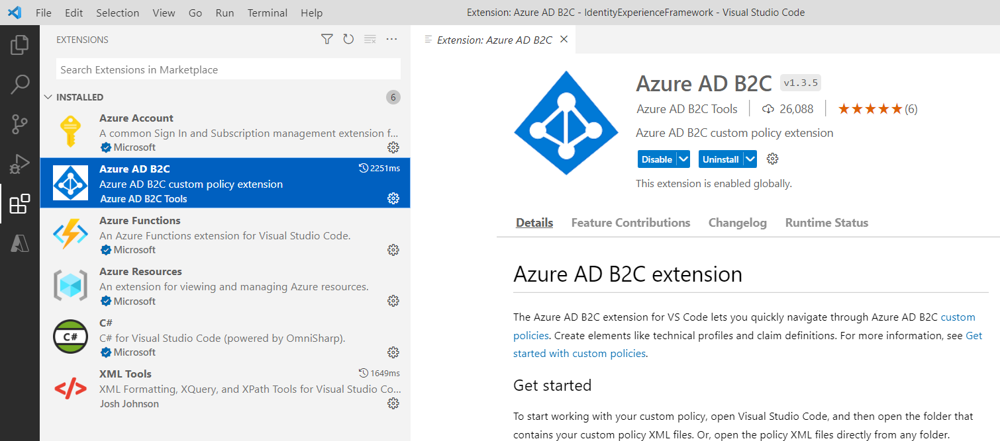 File Edit Selection View Go Run Terminal Help
Extension: Azure AD B2C - IdentityExperienceFramework - Visual Studio Code
EXTENSIONS
Search Extensions in Marketplace
INSTALLED
6
Azure Account
A common Sign In and Subscription management extension f...
Microsoft
Azure AD B2C
2251ms
Azure AD B2C custom policy extension
Azure AD B2C Tools
Azure Functions
An Azure Functions extension for Visual Studio Code.
Microsoft
Azure Resources
An extension for viewing and managing Azure resources.
Microsoft
C#
C#
C# for Visual Studio Code (powered by OmniSharp).
Microsoft
XML Tools
1649ms
XML Formatting, XQuery, and XPath Tools for Visual Studio Co...
Josh Johnson
Extension: Azure AD B2C
Azure AD B2C v1.3.5
Azure AD B2C Tools 26,088 (6)
Azure AD B2C custom policy extension
Disable Uninstall
This extension is enabled globally.
Details Feature Contributions Changelog Runtime Status
Azure AD B2C extension
The Azure AD B2C extension for VS Code lets you quickly navigate through Azure AD B2C custom
policies. Create elements like technical profiles and claim definitions. For more information, see Get
started with custom policies.
Get started
To start working with your custom policy, open Visual Studio Code, and then open the folder that
contains your custom policy XML files. Or, open the policy XML files directly from any folder.